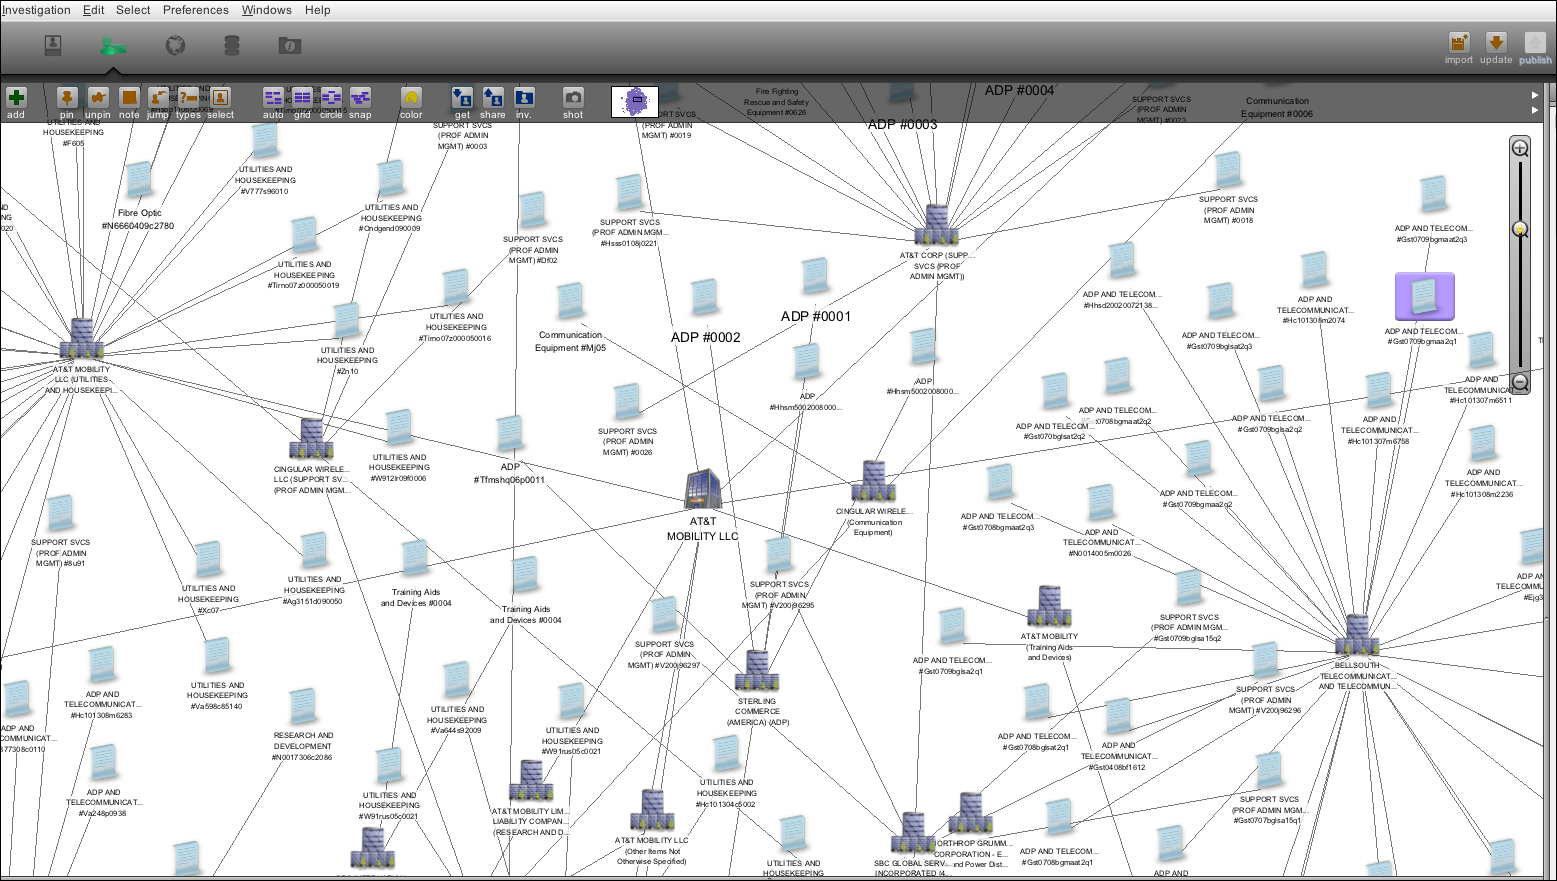 Investigation Edit Select Preferences Windows Help
import update publish
add pin unpin note jump types select auto grid circle snap color get share inv. shot
UTILITIES AND
HOUSEKEEPING
#F605
SUPPORT SVCS
(PROF ADMIN
MGMT) #0003
(PROF ADMIN
MGMT) #0019
Fire Fighting
Rescue and Safety
Equipment #0626
ADP #0003
ADP #0004
SUPPORT SVCS
(PROF ADMIN
MGMT) #0023
Communication
Equipment #0006
UTILITIES AND
HOUSEKEEPING
#V777s96010
Fibre Optic
#N6660409c2780
UTILITIES AND
HOUSEKEEPING
#Ondgend090009
UTILITIES AND
HOUSEKEEPING
#Timo07z000050019
SUPPORT SVCS
(PROF ADMIN
MGMT) #Df02
SUPPORT SVCS
(PROF ADMIN MGM...
#Hsss0108j0221
AT&T CORP (SUPP...
SVCS (PROF
ADMIN MGMT))
SUPPORT SVCS
(PROF ADMIN
MGMT) #0018
ADP AND TELECOM...
#Gst0709bgmaat2q3
UTILITIES AND
HOUSEKEEPING
#Timo07z000050016
UTILITIES AND
HOUSEKEEPING
#Zn10
Communication
Equipment #Mj05
ADP #0002
ADP #0001
ADP AND TELECOM...
#Hhsd20020072138...
ADP AND TELECOM...
#Gst0709bglsat2q3
ADP AND
TELECOMMUNICAT...
#Hc101308m2074
ADP AND TELECOM...
#Gst0709bgmaa2q1
AT&T MOBILITY
LLC (UTILITIES
AND HOUSEKEEPI...
ADP
#Hhsm5002008000...
ADP
#Hhsm5002008000...
ADP AND TELECOM...
#Gst070bglsat2q2
ADP AND TELECOM...
#Gst0708bgmaat2q2
ADP AND TELECOM...
#Gst0709bglsa2q2
ADP AND
TELECOMMUNICAT...
#Hc101307m6758
ADP AND
TELECOMMUNICAT...
#Hc101307m6511
CINGULAR WIRELE...
LLC (SUPPORT SV...
(PROF ADMIN MGM...
UTILITIES AND
HOUSEKEEPING
#W912lr09f0006
ADP
#Tfmshq06p0011
SUPPORT SVCS
(PROF ADMIN
MGMT) #0026
AT&T
MOBILITY LLC
CINGULAR WIRELE...
(Communication
Equipment)
ADP AND TELECOM...
#Gst0708bgmaat2q3
ADP AND
TELECOMMUNICAT...
#N0014005m0026
ADP AND TELECOM...
#Gst0709bgmaa2q2
ADP AND
TELECOMMUNICAT...
#Hc101308m2236
SUPPORT SVCS
(PROF ADMIN
MGMT) #8u91
UTILITIES AND
HOUSEKEEPING
#Xc07
UTILITIES AND
HOUSEKEEPING
#Ag3151d090050
Training Aids
and Devices #0004
Training Aids
and Devices #0004
SUPPORT SVCS
(PROF ADMIN
MGMT) #V200j96295
SUPPORT SVCS
(PROF ADMIN
MGMT) #V200j96297
AT&T MOBILITY
(Training Aids
and Devices)
SUPPORT SVCS
(PROF ADMIN MGM...
#Gst0709bglsa15q2
ADP AND TELECOM...
#Gst0709bglsa2q1
BELLSOUTH
TELECOMMUNICAT...
AND TELECOMMUN...
SUPPORT SVCS
(PROF ADMIN
MGMT) #V200j96296
ADP AND
TELECOMMUNICAT...
#Hc101308m6283
UTILITIES AND
HOUSEKEEPING
#Va598c85140
RESEARCH AND
DEVELOPMENT
#N0017306c2086
UTILITIES AND
HOUSEKEEPING
#Va644s92009
UTILITIES AND
HOUSEKEEPING
#W91rus05c0021
STERLING
COMMERCE
(AMERICA) (ADP)
ADP AND TELECOM...
#Gst0708bglsat2q1
ADP AND
TELECOMMUNICAT...
#Gst0408bf1612
ADP AND
TELECOMMUNICAT...
#Va248p0938
UTILITIES AND
HOUSEKEEPING
#W91rus05c0021
AT&T MOBILITY LIM...
LIABILITY COMPAN...
(RESEARCH AND D...
UTILITIES AND
HOUSEKEEPING
#Hc101304c5002
AT&T MOBILITY LLC
(Other Items Not
Otherwise Specified)
UTILITIES AND
HOUSEKEEPING
SBC GLOBAL SERV...
INCORPORATED (4...
ORTHROP GRUMM...
CORPORATION - E...
and Power Dist...
ADP AND TELECOM...
#Gst0708bgmaat2q1
SUPPORT SVCS
(PROF ADMIN MGM...
#Gst0707bglsa15q1
ADP AND